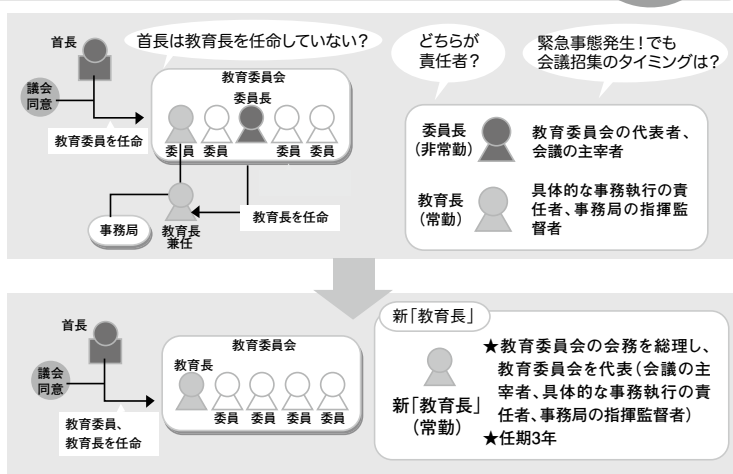 首長は教育長を任命していない?
どちらが
責任者?
緊急事態発生!でも
会議招集のタイミングは?
首長
議会
同意
教育委員を任命
教育委員会
委員長
委員 委員 委員 委員
事務局
教育長
兼任
教育長を任命
委員長
(非常勤)
教育委員会の代表者、
会議の主宰者
教育長
(常勤)
具体的な事務執行の責
任者、事務局の指揮監
督者
首長
議会
同意
教育委員、
教育長を任命
教育委員会
教育長
委員 委員 委員 委員
新「教育長」
新「教育長」
(常勤)
★教育委員会の会務を総理し、
教育委員会を代表(会議の主
宰者、具体的な事務執行の責
任者、事務局の指揮監督者)
★任期3年